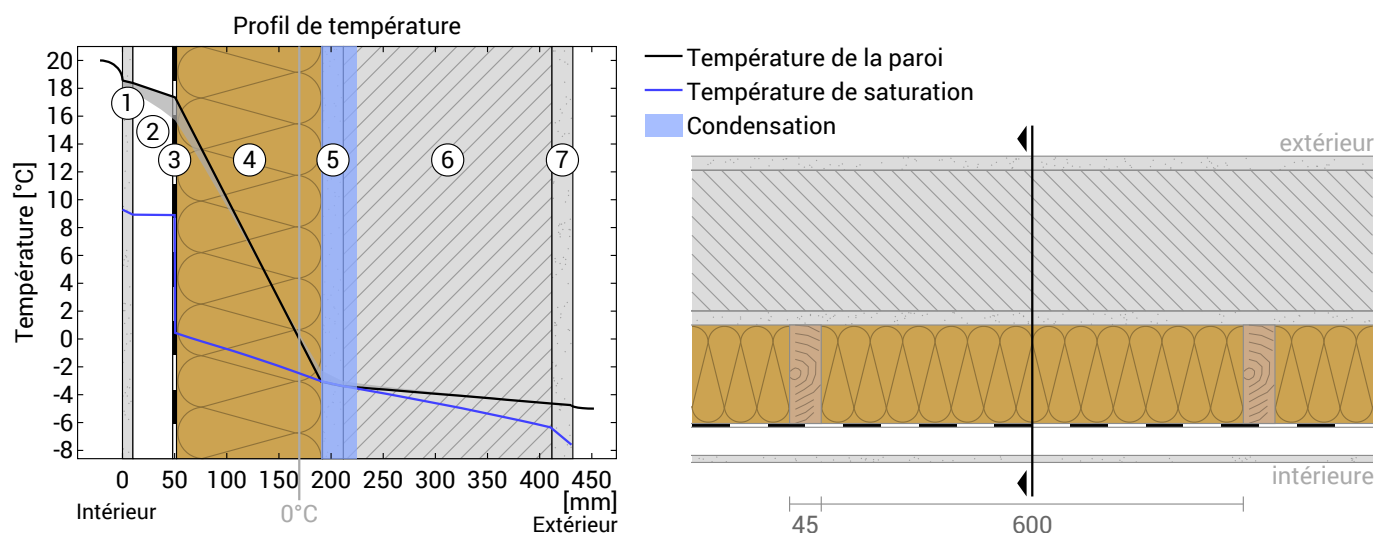 Profil de température
Température [°C]
20
18
16
14
12
10
8
6
4
2
0
-2
-4
-6
-8
1
2
3
4
5
6
7
0 50 100 150 200 250 300 350 400 450
[mm]
Intérieur
0°C
Extérieur
Température de la paroi
Température de saturation
Condensation
extérieur
intérieure
45
600